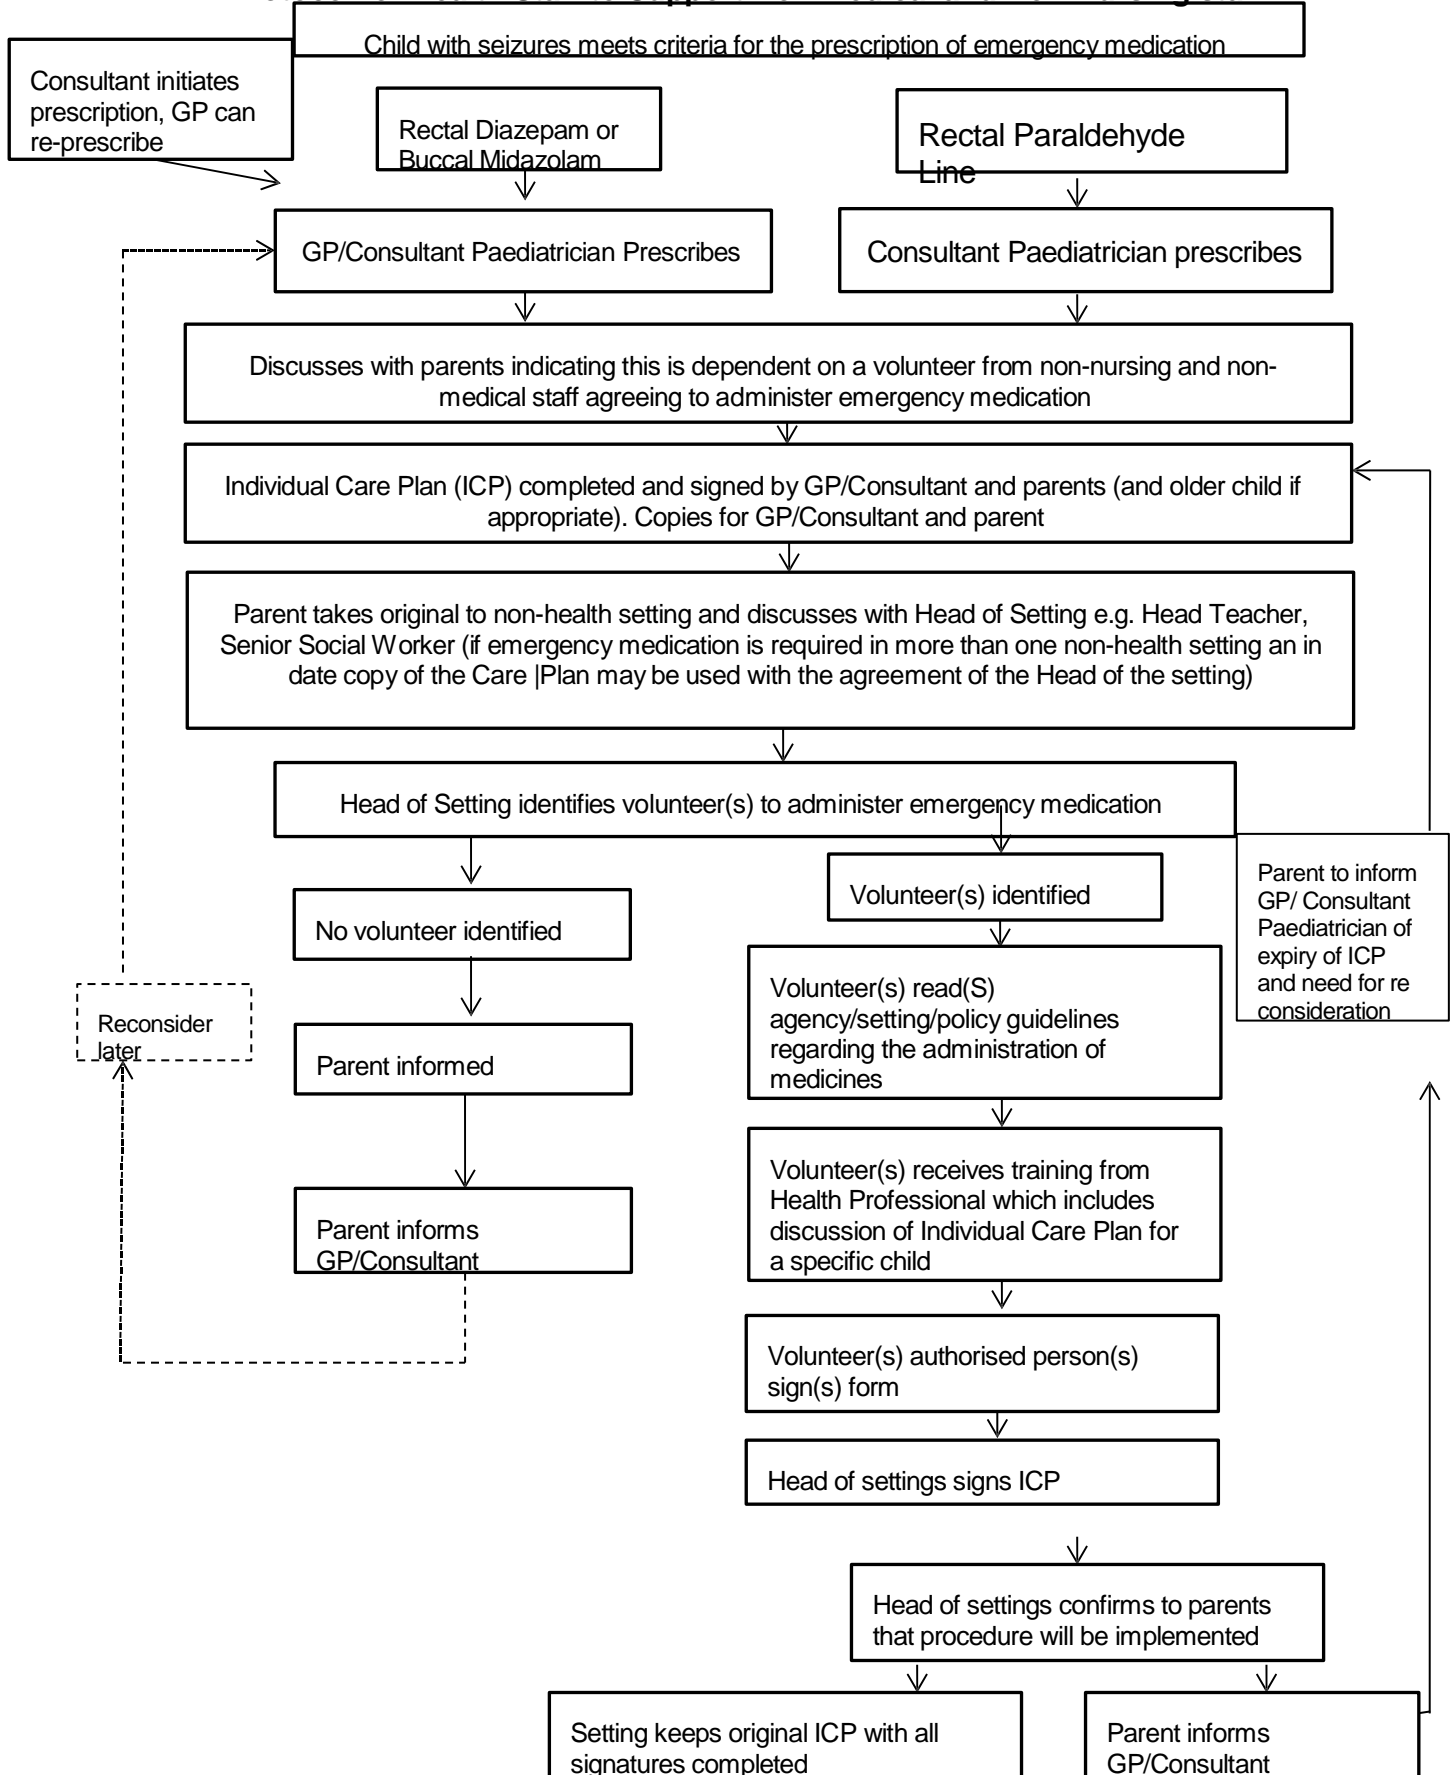 Child with seizures meets criteria for the prescription of emergency medication
Consultant initiates
prescription, GP can
re-prescribe
Rectal Diazepam or
Buccal Midazolam
Rectal Paraldehyde
Line
GP/Consultant Paediatrician Prescribes
Consultant Paediatrician prescribes
Discusses with parents indicating this is dependent on a volunteer from non-nursing and non-
medical staff agreeing to administer emergency medication
Individual Care Plan (ICP) completed and signed by GP/Consultant and parents (and older child if
appropriate). Copies for GP/Consultant and parent
Parent takes original to non-health setting and discusses with Head of Setting e.g. Head Teacher,
Senior Social Worker (if emergency medication is required in more than one non-health setting an in
date copy of the Care |Plan may be used with the agreement of the Head of the setting)
Head of Setting identifies volunteer(s) to administer emergency medication
No volunteer identified
Parent informed
Parent informs
GP/Consultant
Reconsider
later
Volunteer(s) identified
Volunteer(s) read(S)
agency/setting/policy guidelines
regarding the administration of
medicines
Volunteer(s) receives training from
Health Professional which includes
discussion of Individual Care Plan for
a specific child
Volunteer(s) authorised person(s)
sign(s) form
Head of settings signs ICP
Head of settings confirms to parents
that procedure will be implemented
Setting keeps original ICP with all
signatures completed
Parent informs
GP/Consultant
Parent to inform
GP/ Consultant
Paediatrician of
expiry of ICP
and need for re
consideration